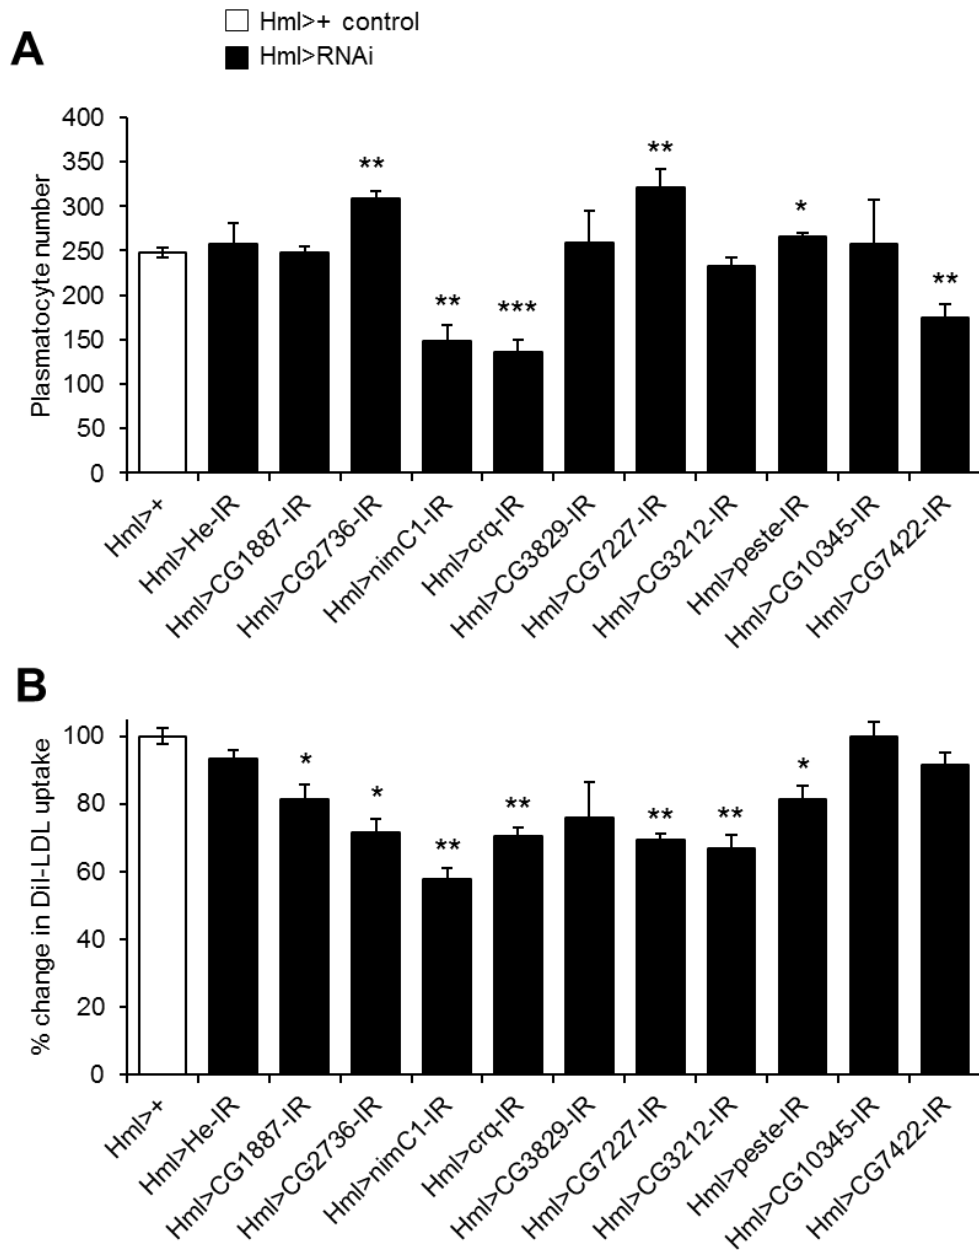 Hml>+ control
Hml>RNAi
A
400
350
300
250
200
150
100
50
0
Plasmatocyte number
**
**
**
***
*
**
Hml>+
Hml>He-IR
Hml>CG1887-IR
Hml>CG2736-IR
Hml>nimC1-IR
Hml>crq-IR
Hml>CG3829-IR
Hml>CG7227-IR
Hml>CG3212-IR
Hml>peste-IR
Hml>CG10345-IR
Hml>CG7422-IR
B
100
80
60
40
20
0
% change in DiI-LDL uptake
*
*
**
**
**
**
*
Hml>+
Hml>He-IR
Hml>CG1887-IR
Hml>CG2736-IR
Hml>nimC1-IR
Hml>crq-IR
Hml>CG3829-IR
Hml>CG7227-IR
Hml>CG3212-IR
Hml>peste-IR
Hml>CG10345-IR
Hml>CG7422-IR